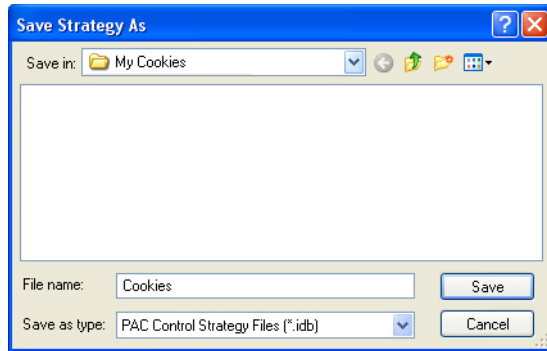 Save Strategy As
Save in: My Cookies
File name: Cookies Save
Save as type: PAC Control Strategy Files (*.idb) Cancel